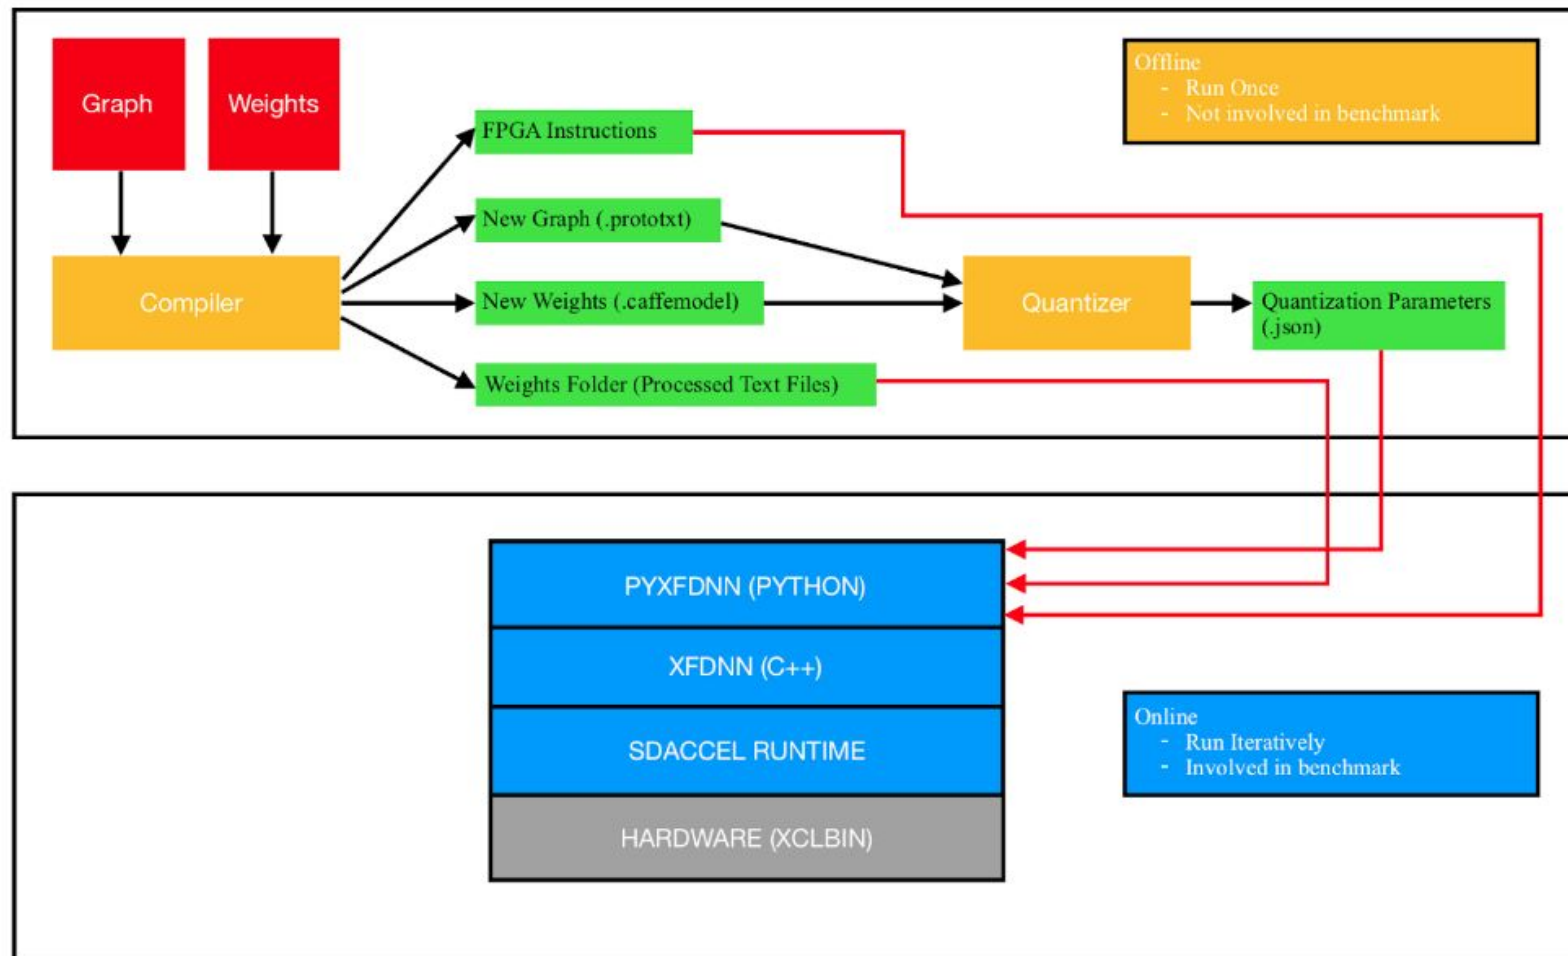 Graph
Weights
Offline
- Run Once
- Not involved in benchmark
FPGA Instructions
New Graph (.prototxt)
Compiler
New Weights (.caffemodel)
Quantizer
Quantization Parameters
(.json)
Weights Folder (Processed Text Files)
PYXFDNN (PYTHON)
XFDNN (C++)
SDACCEL RUNTIME
HARDWARE (XCLBIN)
Online
- Run Iteratively
- Involved in benchmark